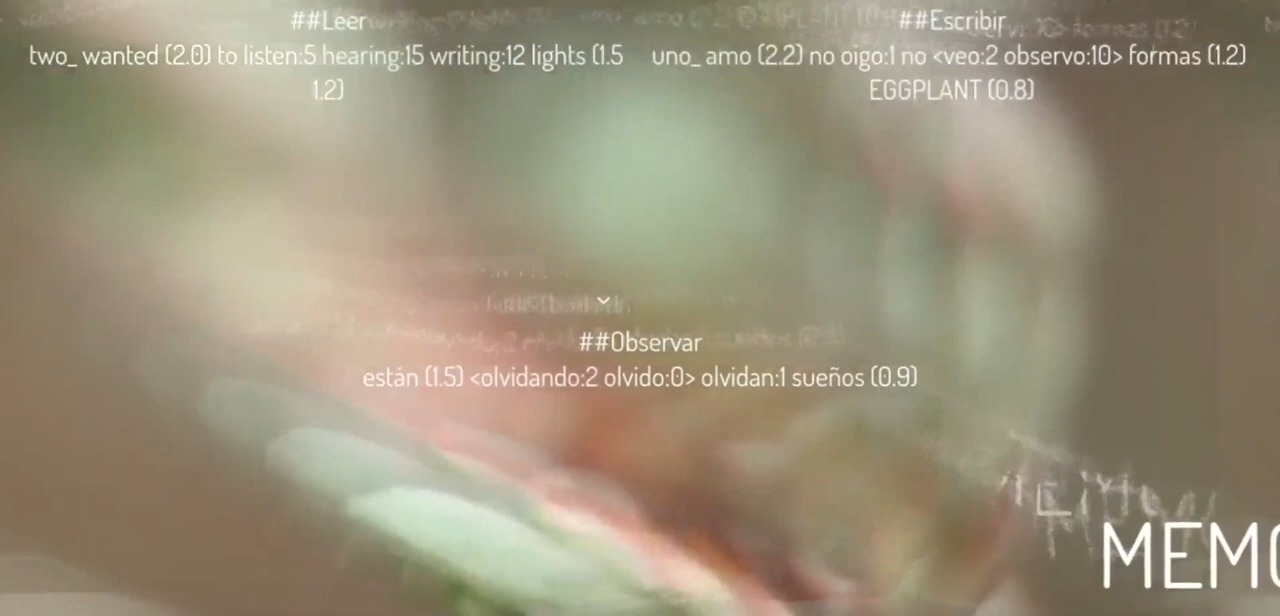 ##Leer
two_ wanted (2.0) to listen:5 hearing:15 writing:12 lights (1.5
1.2)
##Escribir
uno_ amo (2.2) no oigo:1 no <veo:2 observo:10> formas (1.2)
EGGPLANT (0.8)
##Observar
están (1.5) <olvidando:2 olvido:0> olvidan:1 sueños (0.9)
MEMO